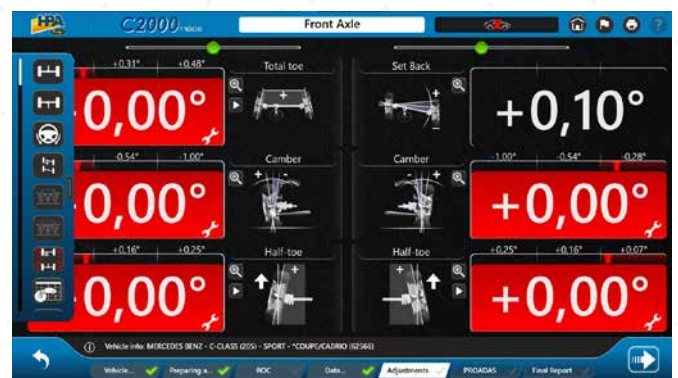 HPA C2000 Front Axle
+0.31° +0.48° Total toe Set Back
0,00° +0,10°
-0.54° -1.00° Camber Camber -1.00° -0.54° -0.28°
0,00° +0,00°
+0.16° +0.25° Half-toe Half-toe +0.25° +0.16° +0.07°
0,00° +0,00°
Vehicle info: MERCEDES BENZ - C-CLASS (205) - SPORT - *COUPE/CABRIO (62566)
Vehicle... Preparing a... ROC Data... Adjustments PROADAS Final Report